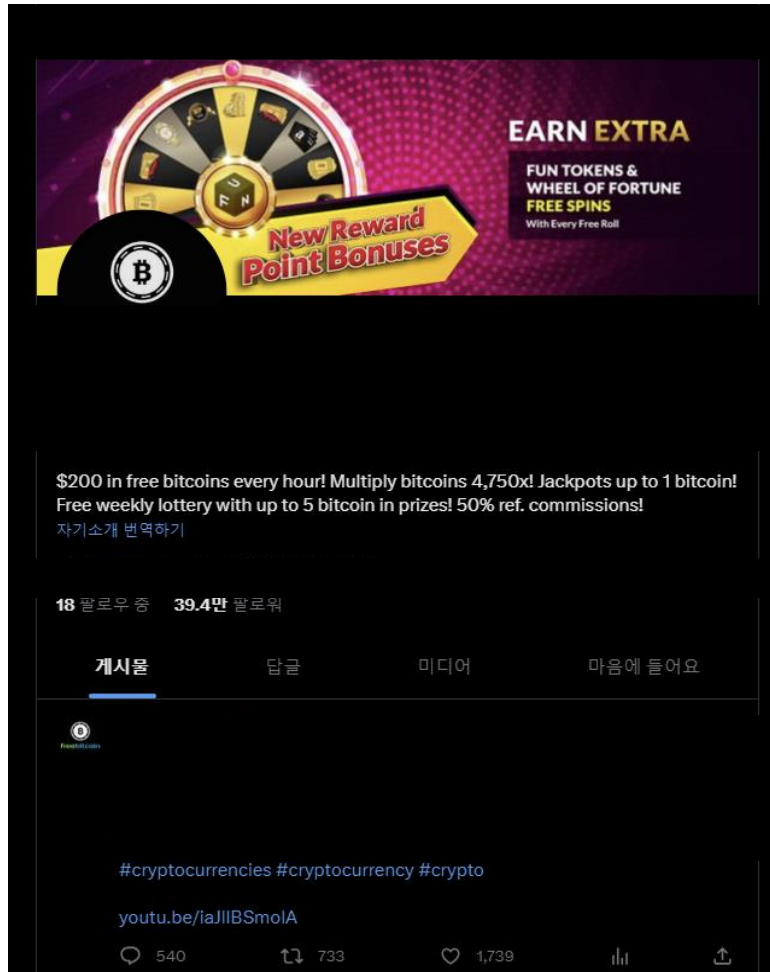 EARN EXTRA
FUN TOKENS &
WHEEL OF FORTUNE
FREE SPINS
With Every Free Roll
FUN
New Reward
Point Bonuses
$200 in free bitcoins every hour! Multiply bitcoins 4,750x! Jackpots up to 1 bitcoin!
Free weekly lottery with up to 5 bitcoin in prizes! 50% ref. commissions!
자기소개 번역하기
18 팔로우 중 39.4만 팔로워
게시물 답글 미디어 마음에 들어요
FreeBitcoin
#cryptocurrencies #cryptocurrency #crypto
youtu.be/iaJIIBSmoIA
540 733 1,739